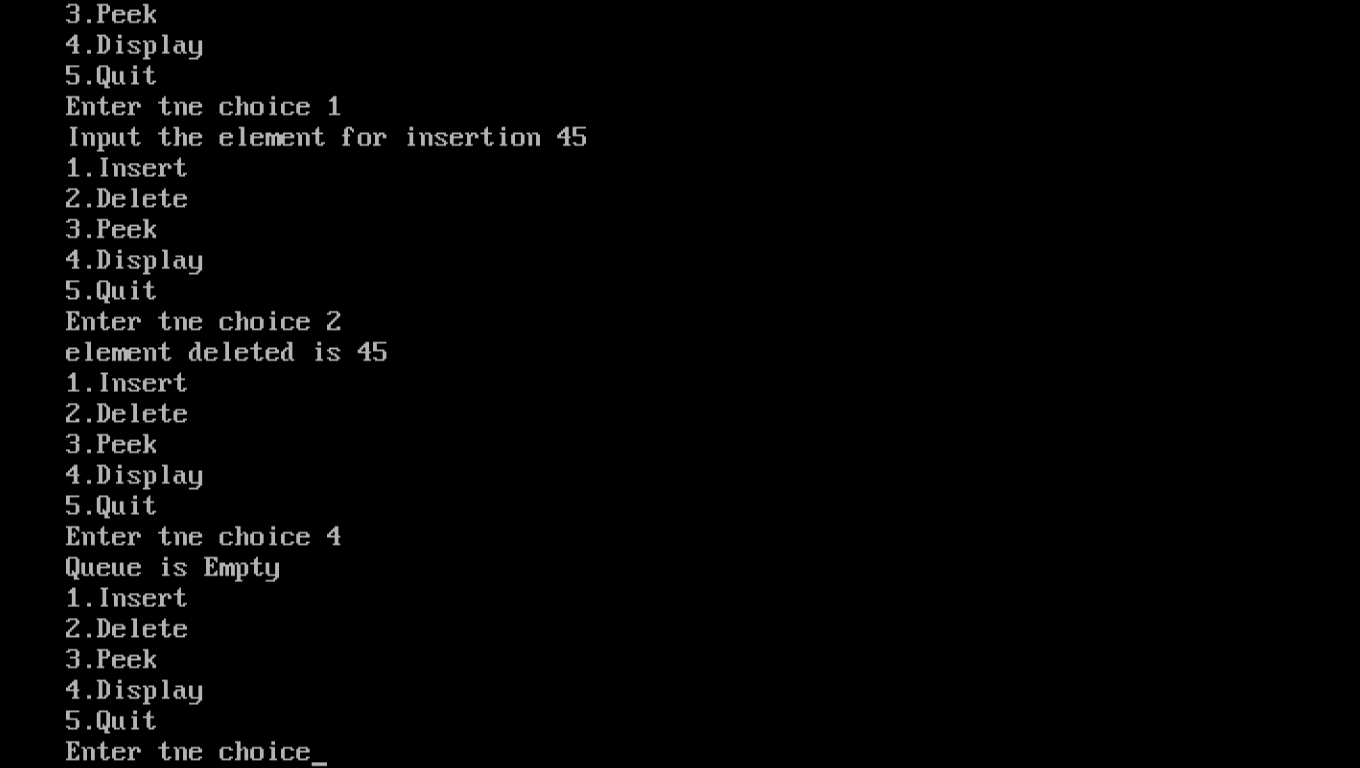 3.Peek
4.Display
5.Quit
Enter tne choice 1
Input the element for insertion 45
1.Insert
2.Delete
3.Peek
4.Display
5.Quit
Enter tne choice 2
element deleted is 45
1.Insert
2.Delete
3.Peek
4.Display
5.Quit
Enter tne choice 4
Queue is Empty
1.Insert
2.Delete
3.Peek
4.Display
5.Quit
Enter tne choice_